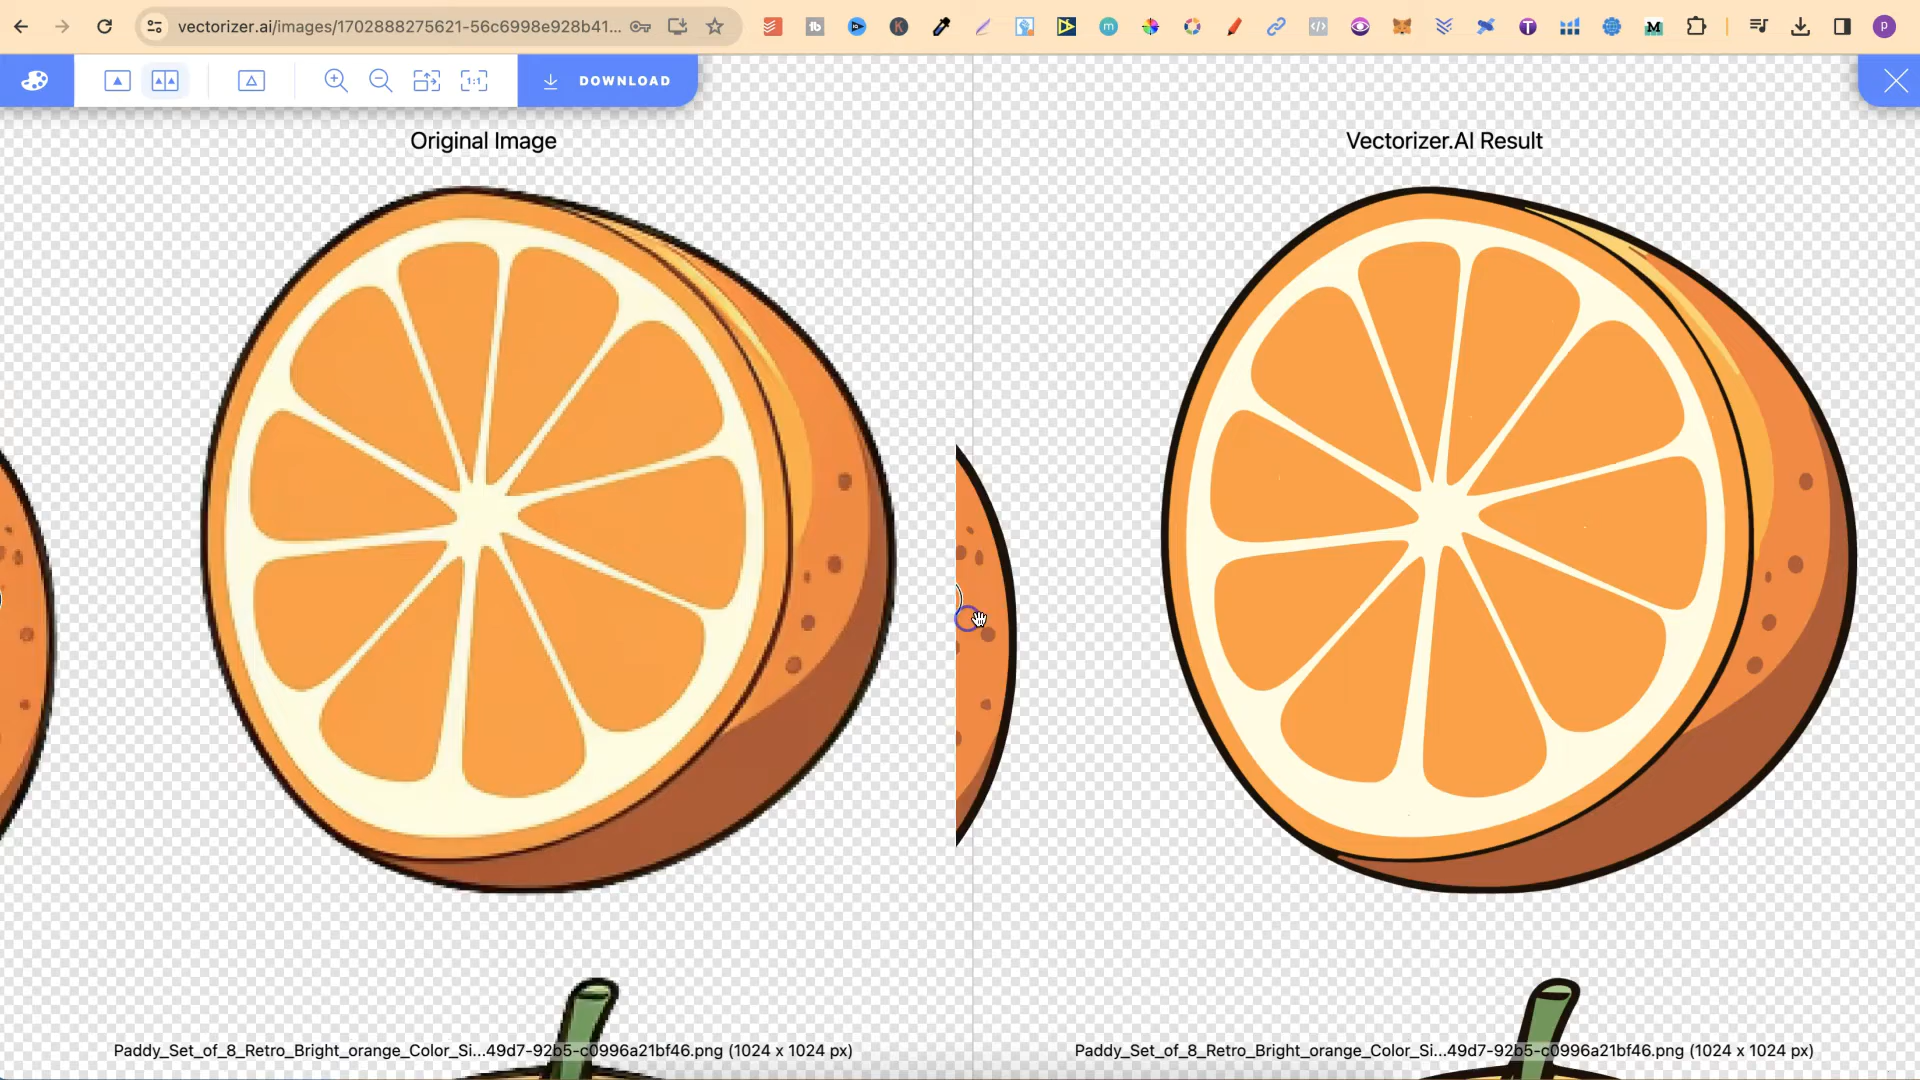 vectorizer.ai/images/1702888275621-56c6998e928b41...
DOWNLOAD
Original Image
Vectorizer.AI Result
Paddy_Set_of_8_Retro_Bright_orange_Color_Si...49d7-92b5-c0996a21bf46.png (1024 x 1024 px)
Paddy_Set_of_8_Retro_Bright_orange_Color_Si...49d7-92b5-c0996a21bf46.png (1024 x 1024 px)